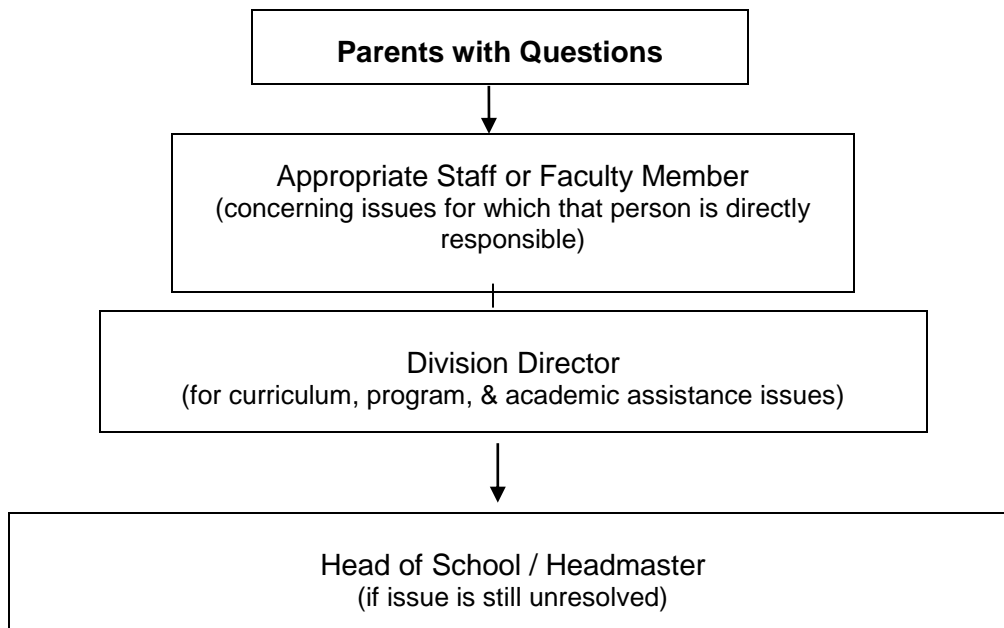 Parents with Questions
Appropriate Staff or Faculty Member
(concerning issues for which that person is directly
responsible)
Division Director
(for curriculum, program, & academic assistance issues)
Head of School / Headmaster
(if issue is still unresolved)